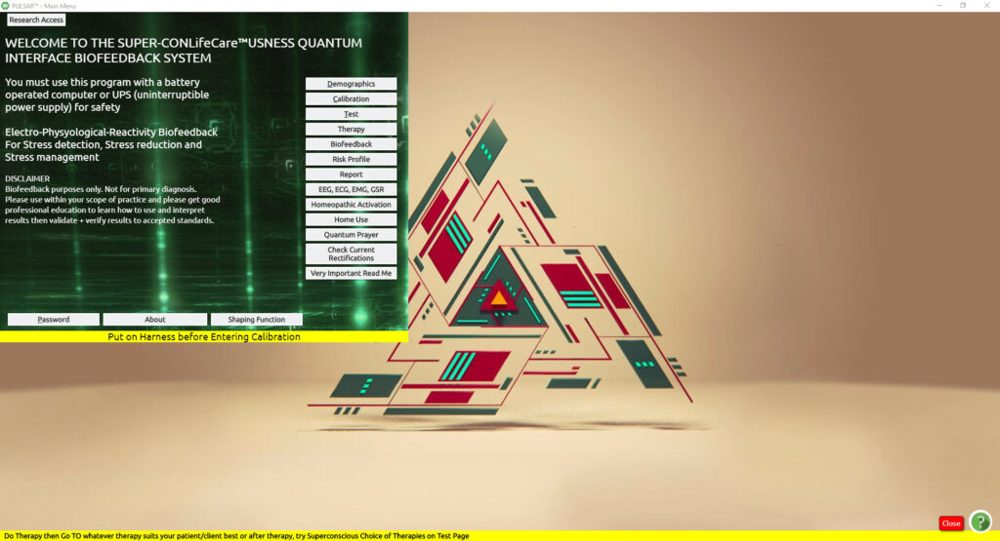 PULSAR™ - Main Menu
Research Access
WELCOME TO THE SUPER-CONLifeCare™USNESS QUANTUM
INTERFACE BIOFEEDBACK SYSTEM
You must use this program with a battery
operated computer or UPS (uninterruptible
power supply) for safety
Electro-Physyological-Reactivity Biofeedback
For Stress detection, Stress reduction and
Stress management
DISCLAIMER
Biofeedback purposes only. Not for primary diagnosis.
Please use within your scope of practice and please get good
professional education to learn how to use and interpret
results then validate + verify results to accepted standards.
Demographics
Calibration
Test
Therapy
Biofeedback
Risk Profile
Report
EEG, ECG, EMG, GSR
Homeopathic Activation
Home Use
Quantum Prayer
Check Current
Rectifications
Very Important Read Me
Password
About
Shaping Function
Put on Harness before Entering Calibration
Close
?
Do Therapy then Go TO whatever therapy suits your patient/client best or after therapy, try Superconscious Choice of Therapies on Test Page